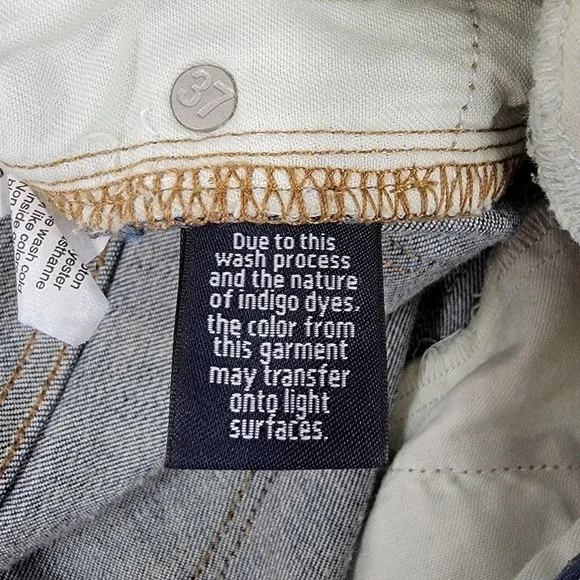 37
Due to this
wash process
and the nature
of indigo dyes.
the color from
this garment
may transfer
onto light
surfaces.